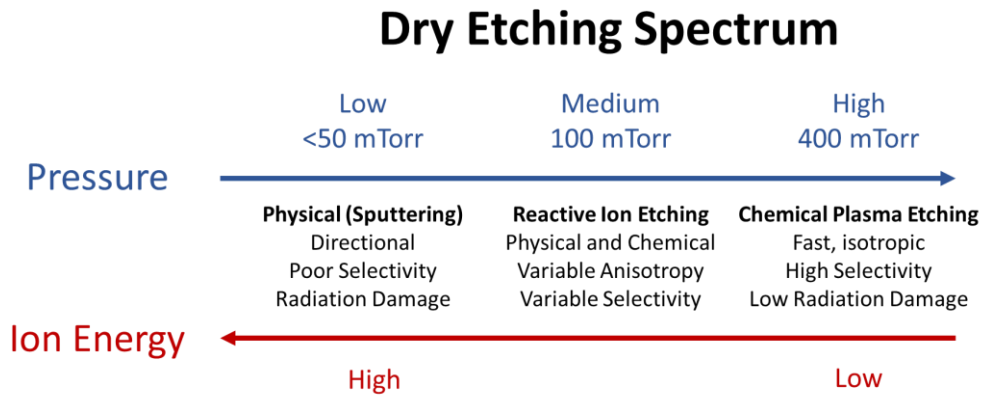 Dry Etching Spectrum
Low Medium High
<50 mTorr 100 mTorr 400 mTorr
Pressure
Physical (Sputtering) Reactive Ion Etching Chemical Plasma Etching
Directional Physical and Chemical Fast, isotropic
Poor Selectivity Variable Anisotropy High Selectivity
Radiation Damage Variable Selectivity Low Radiation Damage
Ion Energy
High Low